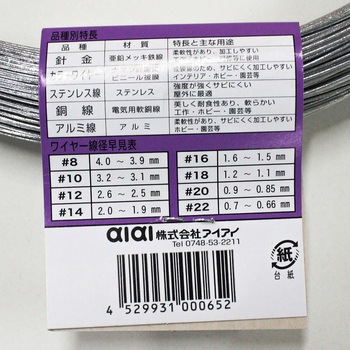 品種別特長
品種 材質 特長と主な用途
針金 亜鉛メッキ鉄線 柔軟性があり、加工しやすい
カラーワイヤー ビニール被膜 インテリア・ホビー・園芸等
ステンレス線 ステンレス 強度が強くサビにくい
屋外に最適
銅線 電気用軟銅線 美しく耐食性あり、軟らかい
工作・ホビー・園芸等
アルミ線 アルミ 柔軟性があり、サビにくく加工しやすい
ホビー・園芸等
ワイヤー線径早見表
#8 4.0 ~ 3.9 mm #16 1.6 ~ 1.5 mm
#10 3.2 ~ 3.1 mm #18 1.2 ~ 1.1 mm
#12 2.6 ~ 2.5 mm #20 0.9 ~ 0.85 mm
#14 2.0 ~ 1.9 mm #22 0.7 ~ 0.66 mm
aiai 株式会社アイアイ
Tel 0748-53-2211
紙
台紙
4 529931 000652